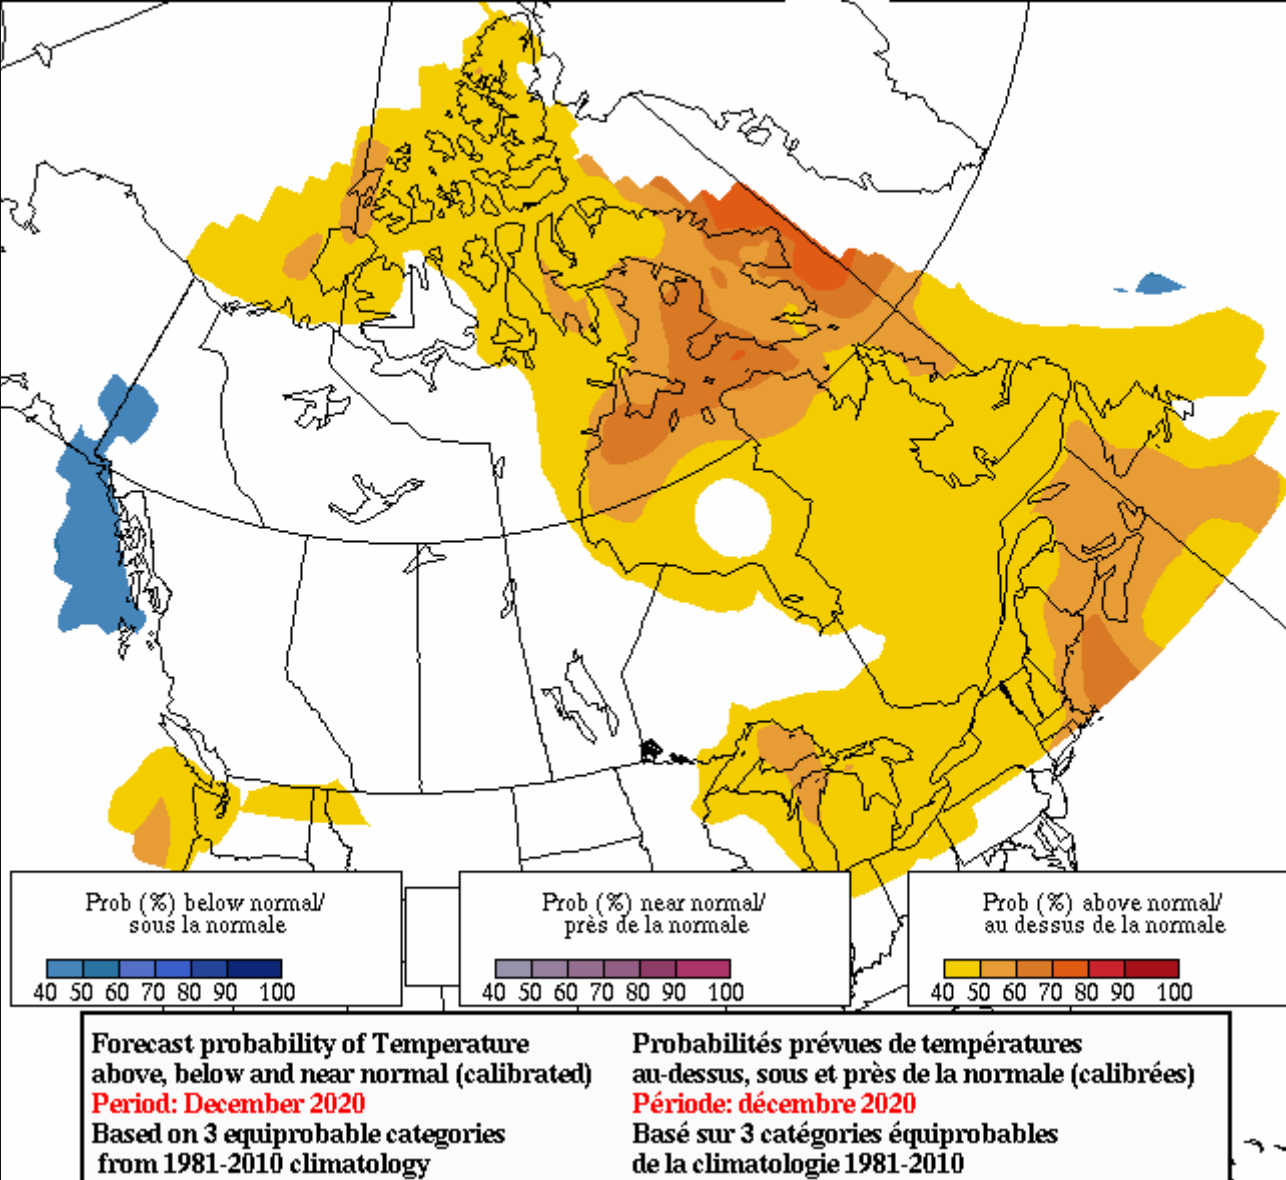 Prob (%) below normal/
sous la normale
40 50 60 70 80 90 100
Prob (%) near normal/
près de la normale
40 50 60 70 80 90 100
Prob (%) above normal/
au dessus de la normale
40 50 60 70 80 90 100
Forecast probability of Temperature
above, below and near normal (calibrated)
Period: December 2020
Based on 3 equiprobable categories
from 1981-2010 climatology
Probabilités prévues de températures
au-dessus, sous et près de la normale (calibrées)
Période: décembre 2020
Basé sur 3 catégories équiprobables
de la climatologie 1981-2010